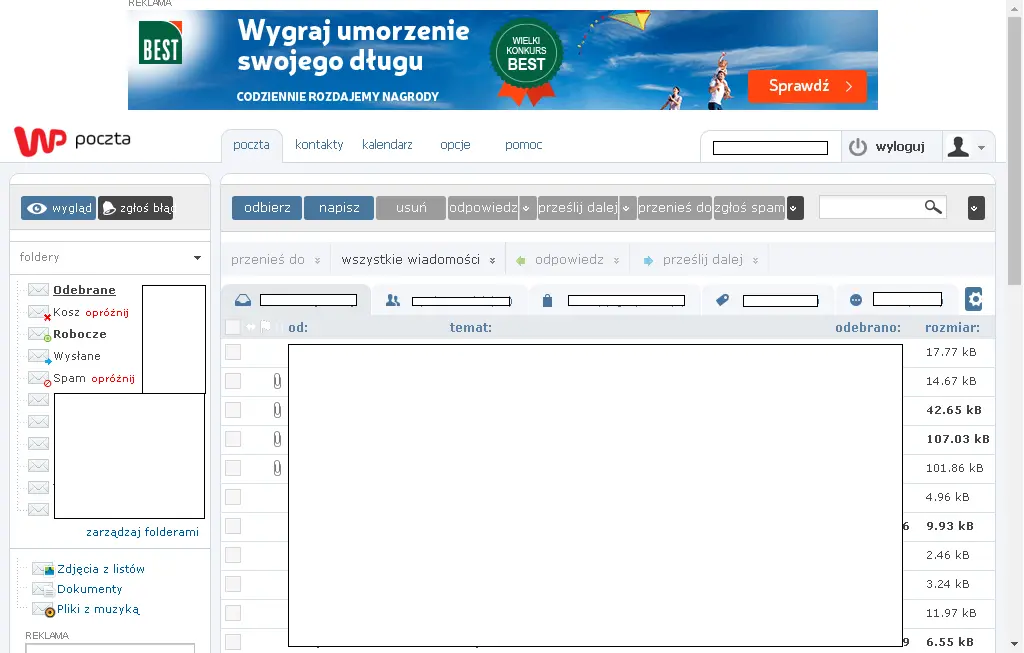 REKLAMA
BEST
Wygraj umorzenie
swojego długu
CODZIENNIE ROZDAJEMY NAGRODY
WIELKI
KONKURS
BEST
Sprawdź
WP poczta
poczta kontakty kalendarz opcje pomoc
wyloguj
wygląd zgłoś błąd
odbierz napisz usuń odpowiedz prześlij dalej przenieś do zgłoś spam
foldery
przenieś do wszystkie wiadomości odpowiedz prześlij dalej
Odebrane
Kosz opróżnij
Robocze
Wysłane
Spam opróżnij
zarządzaj folderami
Zdjęcia z listów
Dokumenty
Pliki z muzyką
REKLAMA
od: temat: odebrano: rozmiar:
17.77 kB
14.67 kB
42.65 kB
107.03 kB
101.86 kB
4.96 kB
6 9.93 kB
2.46 kB
3.24 kB
11.97 kB
9 6.55 kB